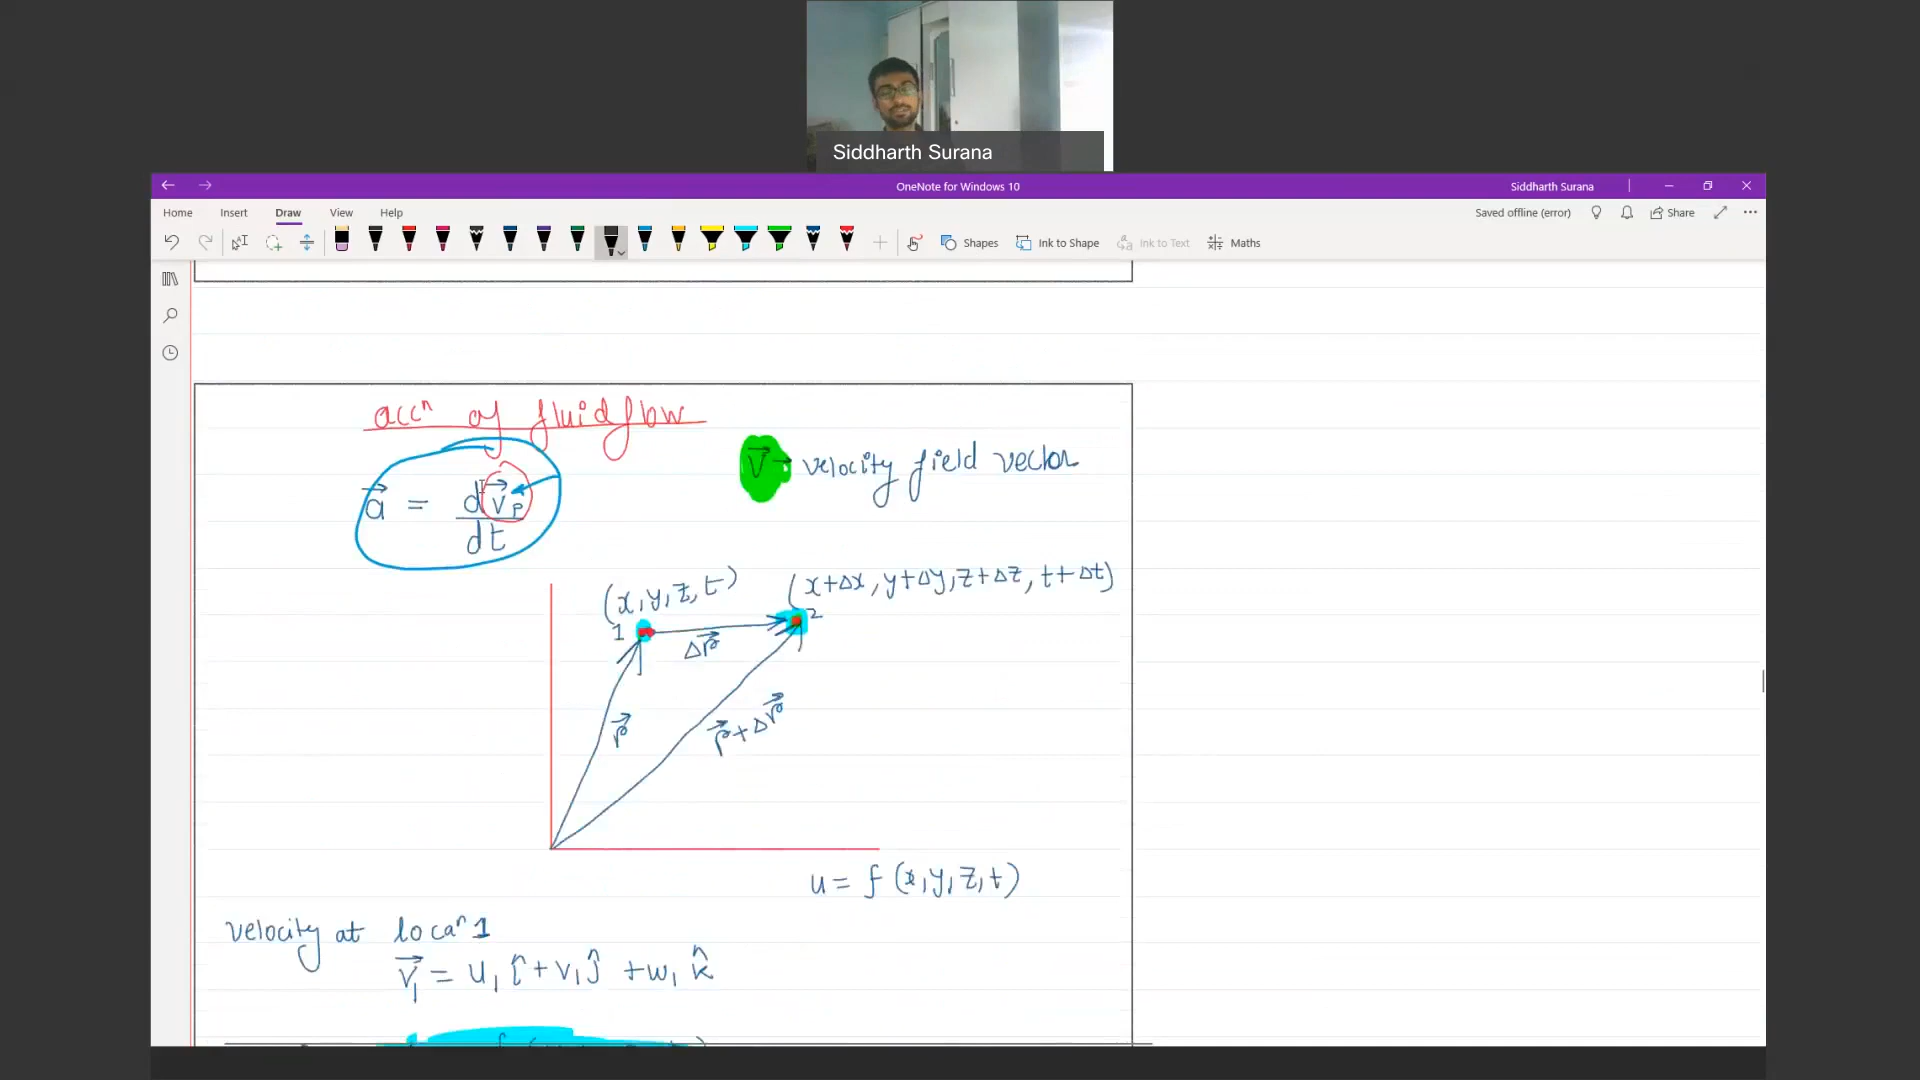 Siddharth Surana
OneNote for Windows 10
Siddharth Surana
Home Insert Draw View Help
Saved offline (error)
Share
Shapes
Ink to Shape
Ink to Text
Maths
accⁿ of fluid flow
V⃗ → velocity field vector
a⃗ = dV⃗p/dt
(x, y, z, t)
(x+Δx, y+Δy, z+Δz, t+Δt)
1
2
Δr⃗
r⃗
r⃗+Δr⃗
u = f (x, y, z, t)
velocity at locaⁿ 1
V⃗₁ = u₁ î + v₁ ĵ + w₁ k̂